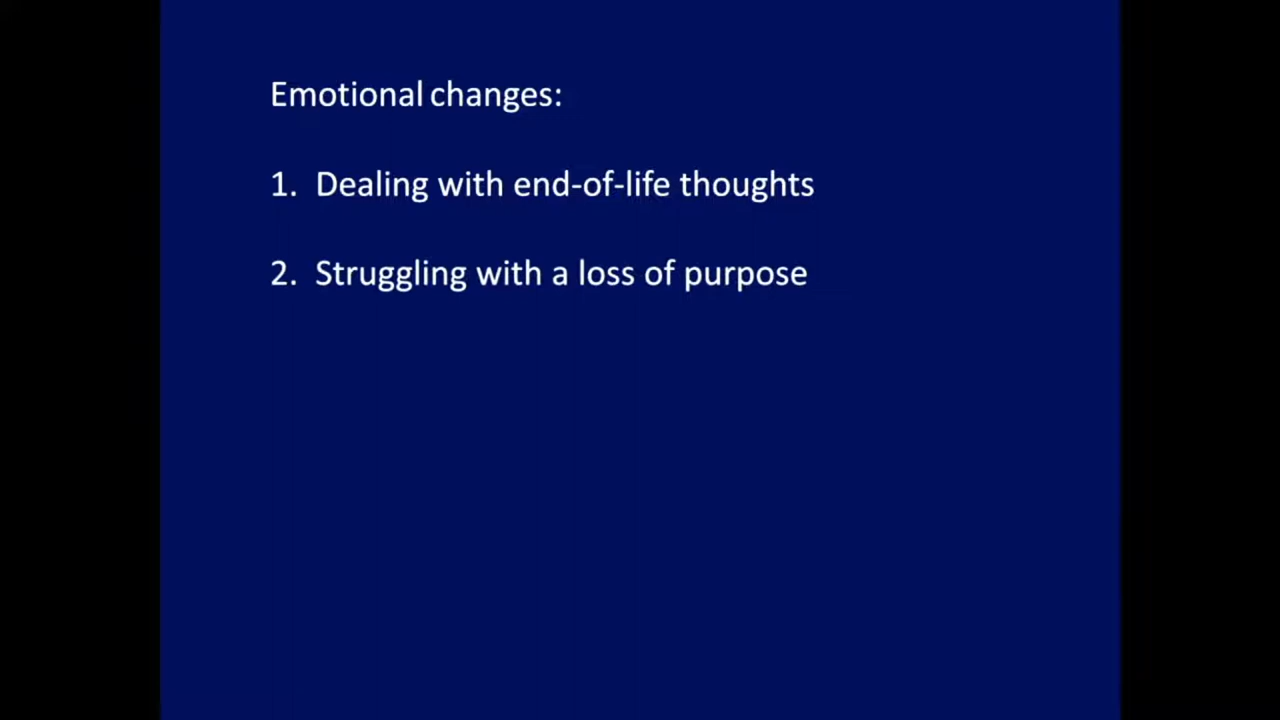 Emotional changes:
1. Dealing with end-of-life thoughts
2. Struggling with a loss of purpose